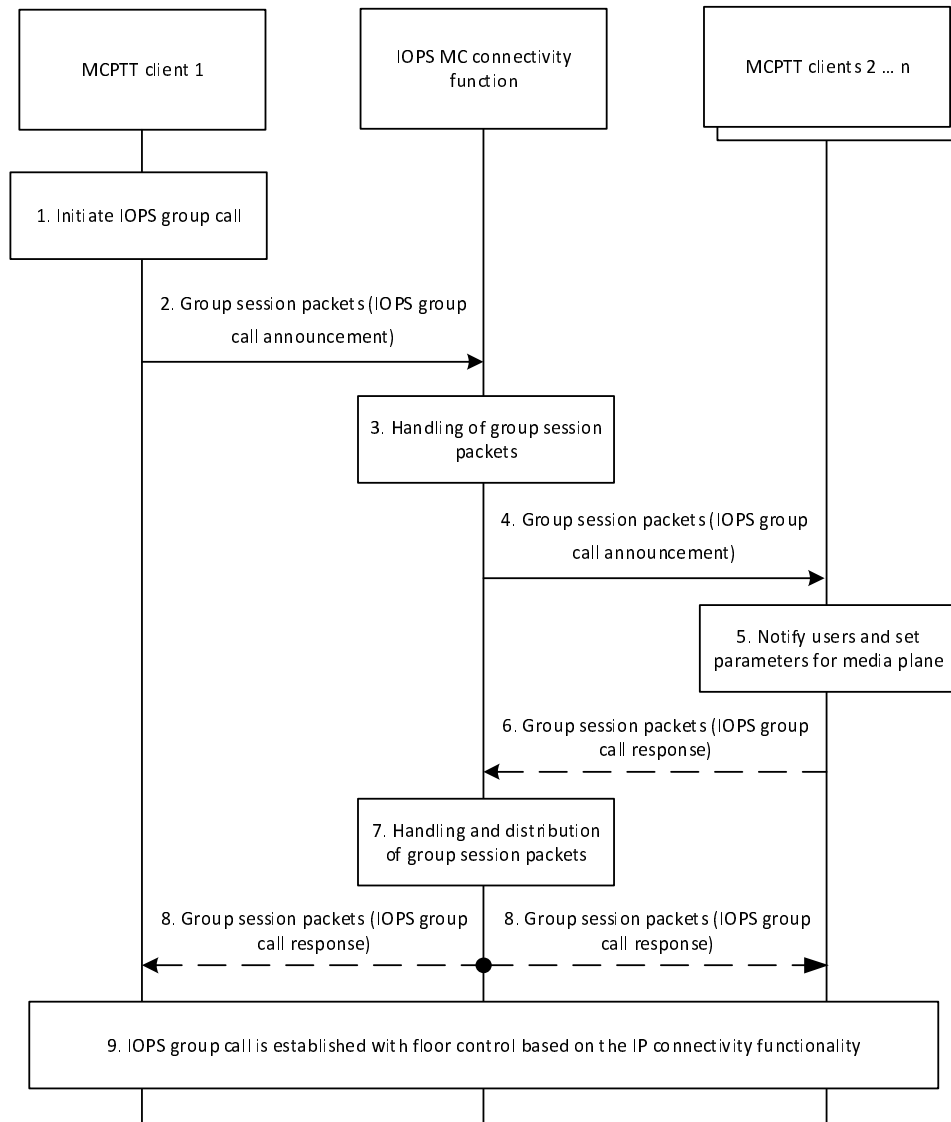 MCPTT client 1
IOPS MC connectivity
function
MCPTT clients 2 ... n
1. Initiate IOPS group call
2. Group session packets (IOPS group
call announcement)
3. Handling of group session
packets
4. Group session packets (IOPS group
call announcement)
5. Notify users and set
parameters for media plane
6. Group session packets (IOPS group
call response)
7. Handling and distribution
of group session packets
8. Group session packets (IOPS group
call response)
8. Group session packets (IOPS group
call response)
9. IOPS group call is established with floor control based on the IP connectivity functionality